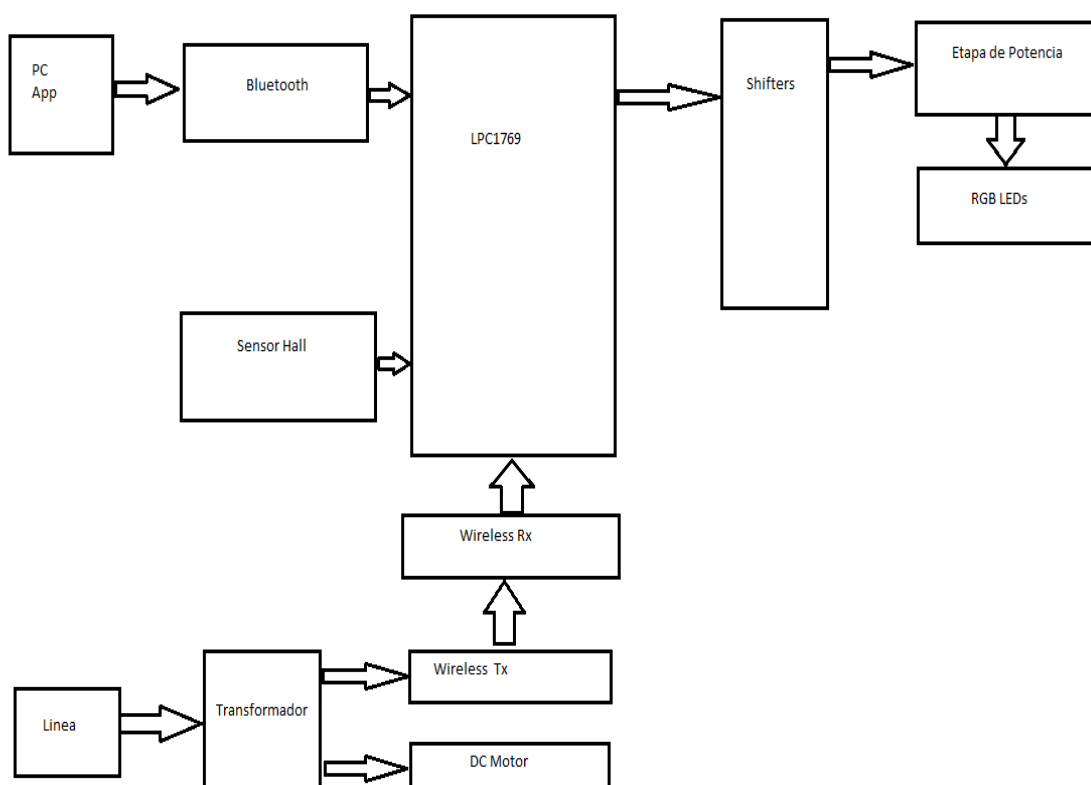 PC
App
Bluetooth
LPC1769
Shifters
Etapa de Potencia
RGB LEDs
Sensor Hall
Wireless Rx
Wireless Tx
Linea
Transformador
DC Motor